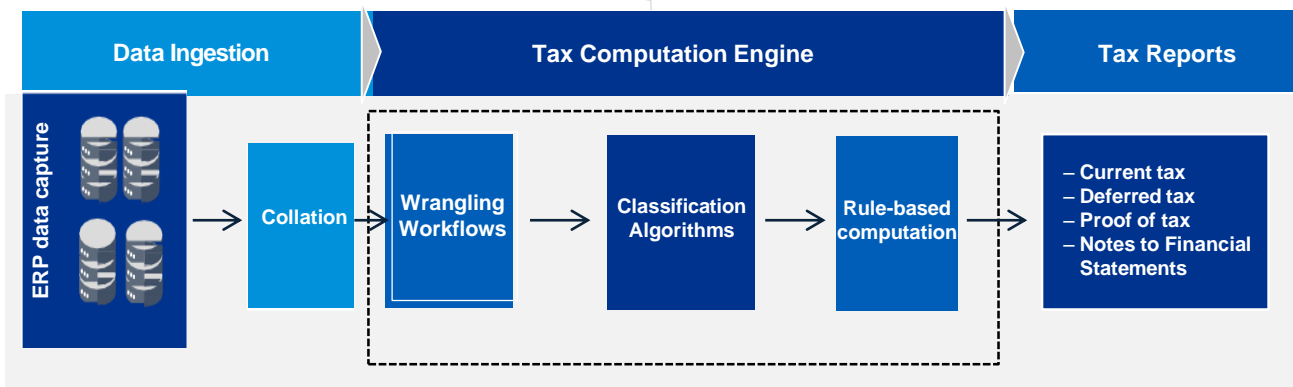 Data Ingestion
Tax Computation Engine
Tax Reports
ERP data capture
Collation
Wrangling
Workflows
Classification
Algorithms
Rule-based
computation
– Current tax
– Deferred tax
– Proof of tax
– Notes to Financial
Statements